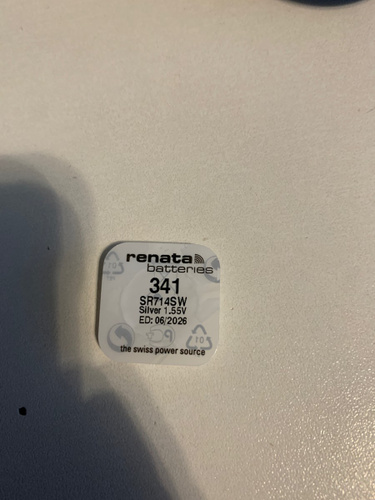 renata
batteries
341
SR714SW
Silver 1.55V
ED: 06/2026
the swiss power source